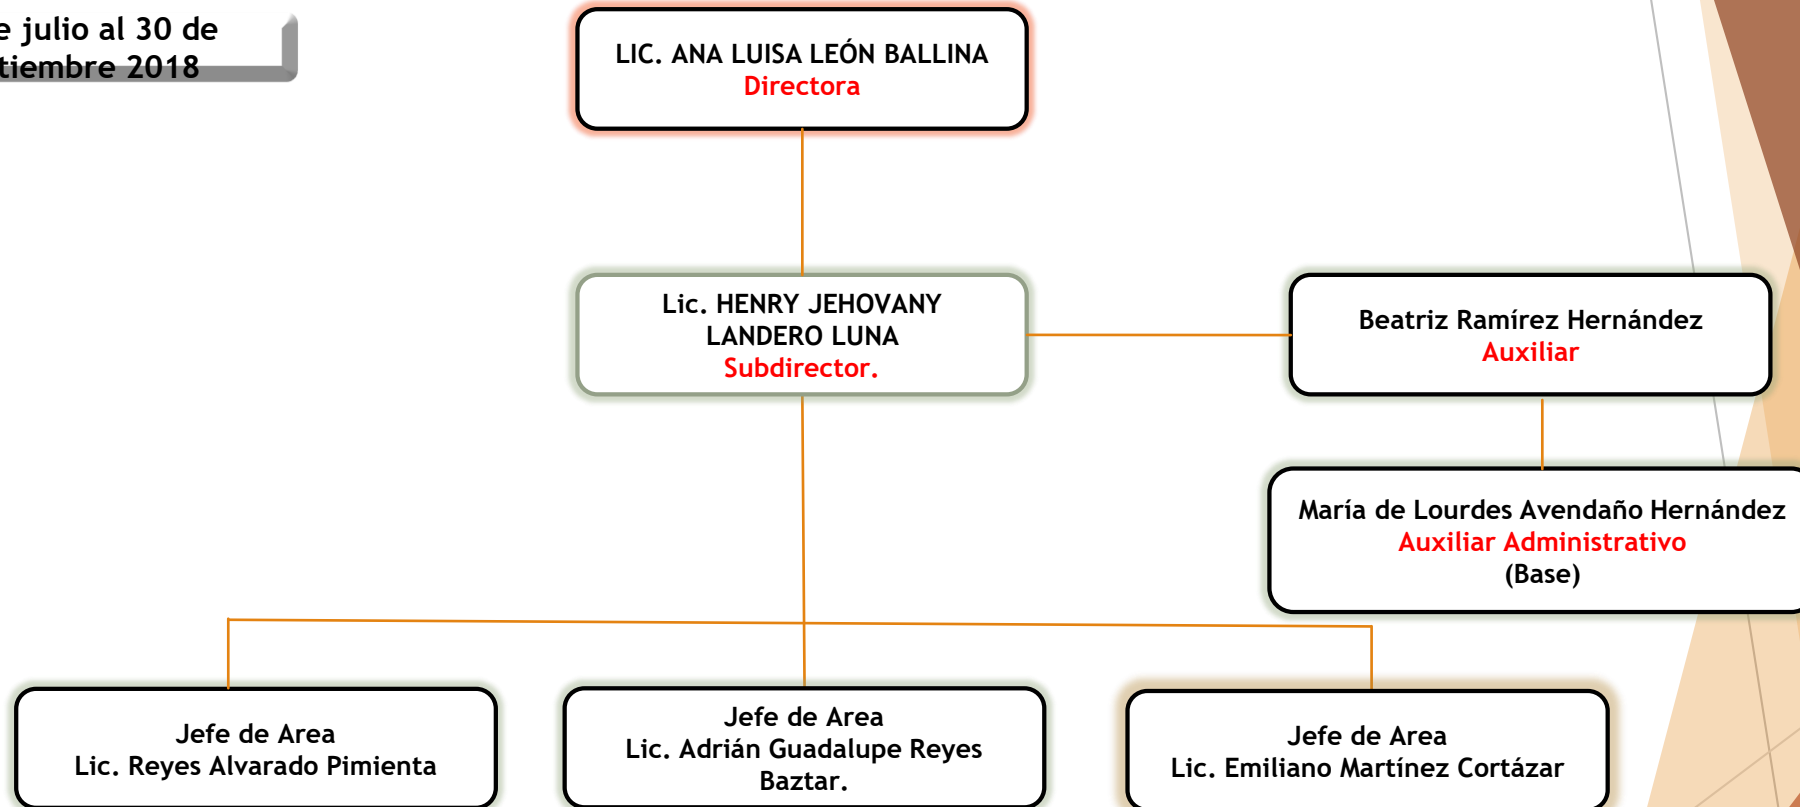 e julio al 30 de
tiembre 2018
LIC. ANA LUISA LEÓN BALLINA
Directora
Lic. HENRY JEHOVANY
LANDERO LUNA
Subdirector.
Beatriz Ramírez Hernández
Auxiliar
María de Lourdes Avendaño Hernández
Auxiliar Administrativo
(Base)
Jefe de Area
Lic. Reyes Alvarado Pimienta
Jefe de Area
Lic. Adrián Guadalupe Reyes
Baztar.
Jefe de Area
Lic. Emiliano Martínez Cortázar